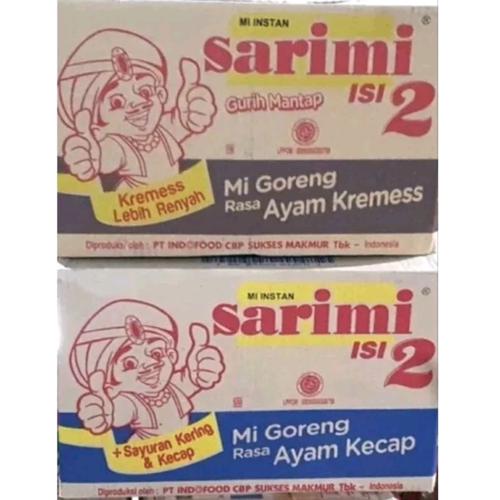 MI INSTAN
sarimi®
Gurih Mantap
ISI 2
Kremess
Lebih Renyah
Mi Goreng
Rasa Ayam Kremess
Diproduksi oleh : PT INDOFOOD CBP SUKSES MAKMUR Tbk – Indonesia
MI INSTAN
sarimi®
ISI 2
+ Sayuran Kering
& Kecap
Mi Goreng
Rasa Ayam Kecap
Diproduksi oleh : PT INDOFOOD CBP SUKSES MAKMUR Tbk – Indonesia